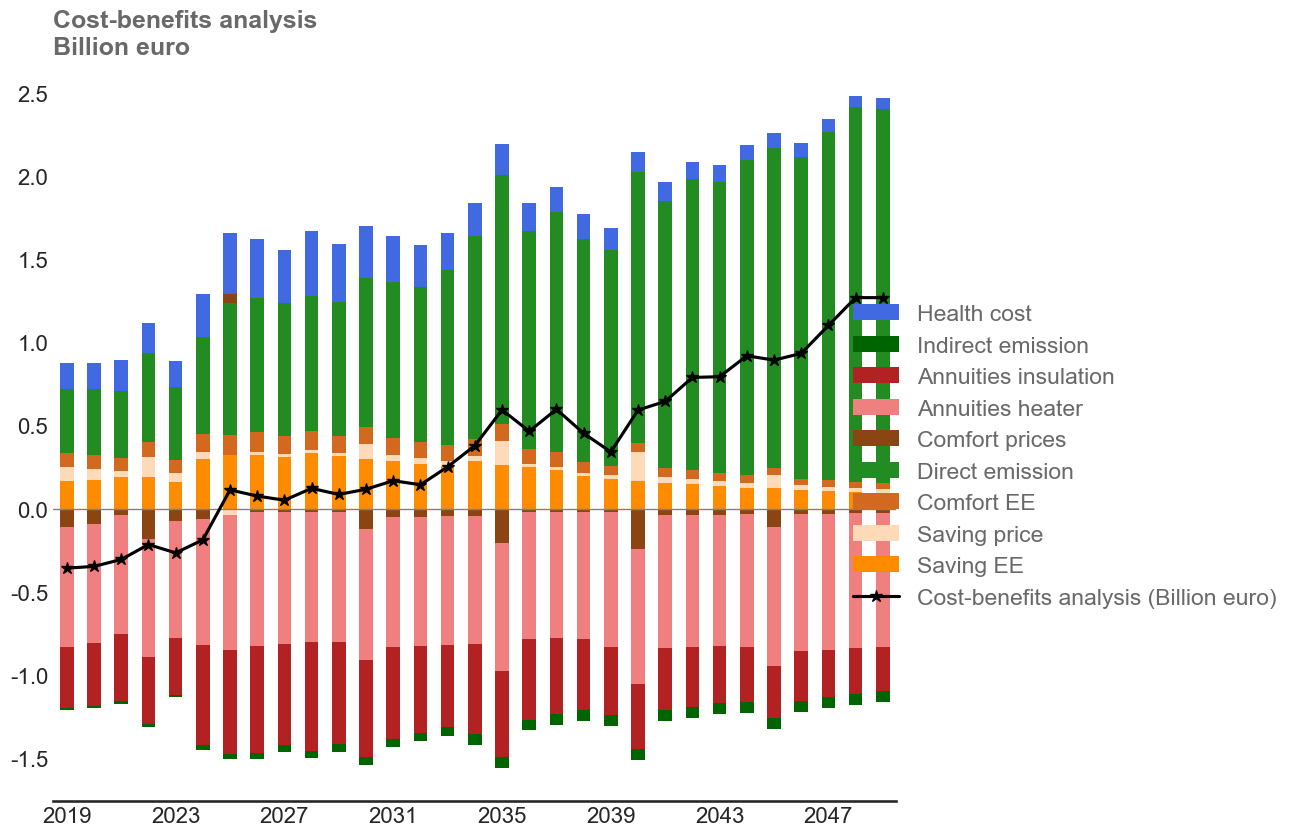 Cost-benefits analysis
Billion euro
2.5
2.0
1.5
1.0
0.5
0.0
-0.5
-1.0
-1.5
2019 2023 2027 2031 2035 2039 2043 2047
Health cost
Indirect emission
Annuities insulation
Annuities heater
Comfort prices
Direct emission
Comfort EE
Saving price
Saving EE
Cost-benefits analysis (Billion euro)